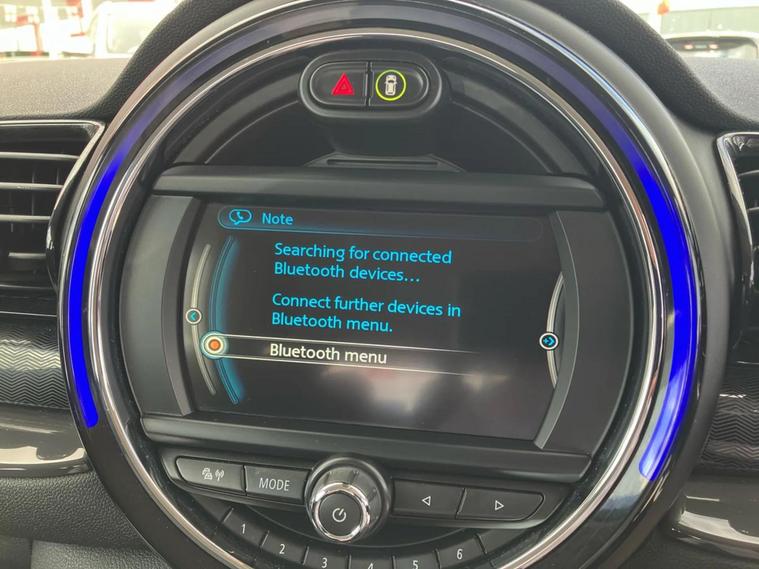 Note
Searching for connected
Bluetooth devices...
Connect further devices in
Bluetooth menu.
Bluetooth menu
MODE
1 2 3 4 5 6